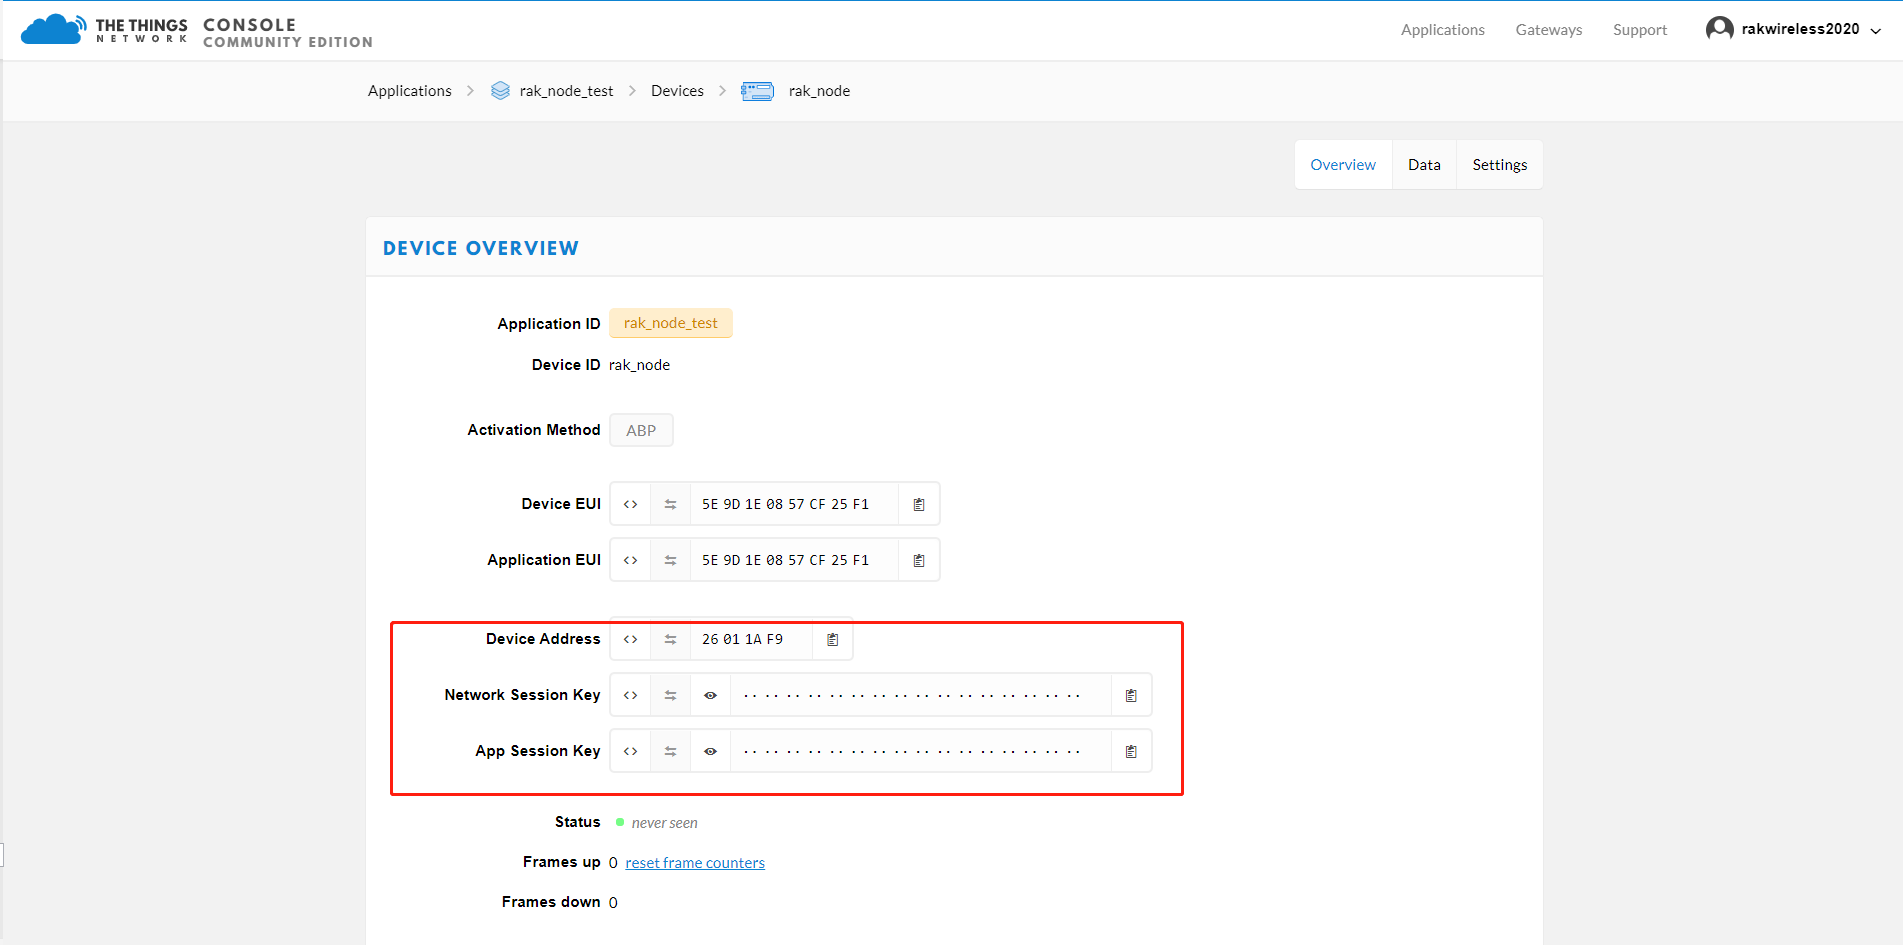 THE THINGS NETWORK CONSOLE COMMUNITY EDITION
Applications Gateways Support rakwireless2020
Applications > rak_node_test > Devices > rak_node
Overview Data Settings
DEVICE OVERVIEW
Application ID rak_node_test
Device ID rak_node
Activation Method ABP
Device EUI <> 5E 9D 1E 08 57 CF 25 F1
Application EUI <> 5E 9D 1E 08 57 CF 25 F1
Device Address <> 26 01 1A F9
Network Session Key <> ·· ·· ·· ·· ·· ·· ·· ·· ·· ·· ·· ·· ·· ·· ·· ··
App Session Key <> ·· ·· ·· ·· ·· ·· ·· ·· ·· ·· ·· ·· ·· ·· ·· ··
Status never seen
Frames up 0 reset frame counters
Frames down 0